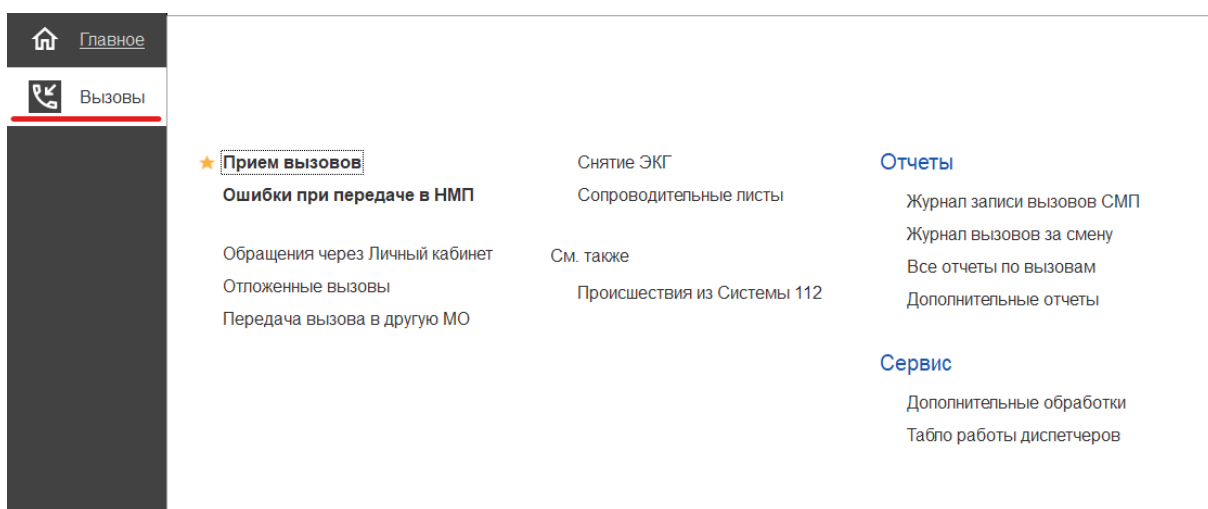 Главное
Вызовы
Прием вызовов
Ошибки при передаче в НМП
Обращения через Личный кабинет
Отложенные вызовы
Передача вызова в другую МО
Снятие ЭКГ
Сопроводительные листы
См. также
Происшествия из Системы 112
Отчеты
Журнал записи вызовов СМП
Журнал вызовов за смену
Все отчеты по вызовам
Дополнительные отчеты
Сервис
Дополнительные обработки
Табло работы диспетчеров